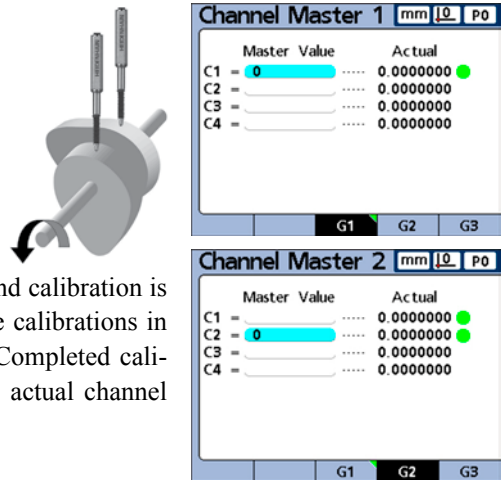 Channel Master 1 mm 0 P0
Master Value Actual
C1 = 0 ..... 0.0000000
C2 = ..... 0.0000000
C3 = ..... 0.0000000
C4 = ..... 0.0000000
G1 G2 G3
nd calibration is
e calibrations in
Completed cali-
actual channel
Channel Master 2 mm 0 P0
Master Value Actual
C1 = ..... 0.0000000
C2 = 0 ..... 0.0000000
C3 = ..... 0.0000000
C4 = ..... 0.0000000
G1 G2 G3